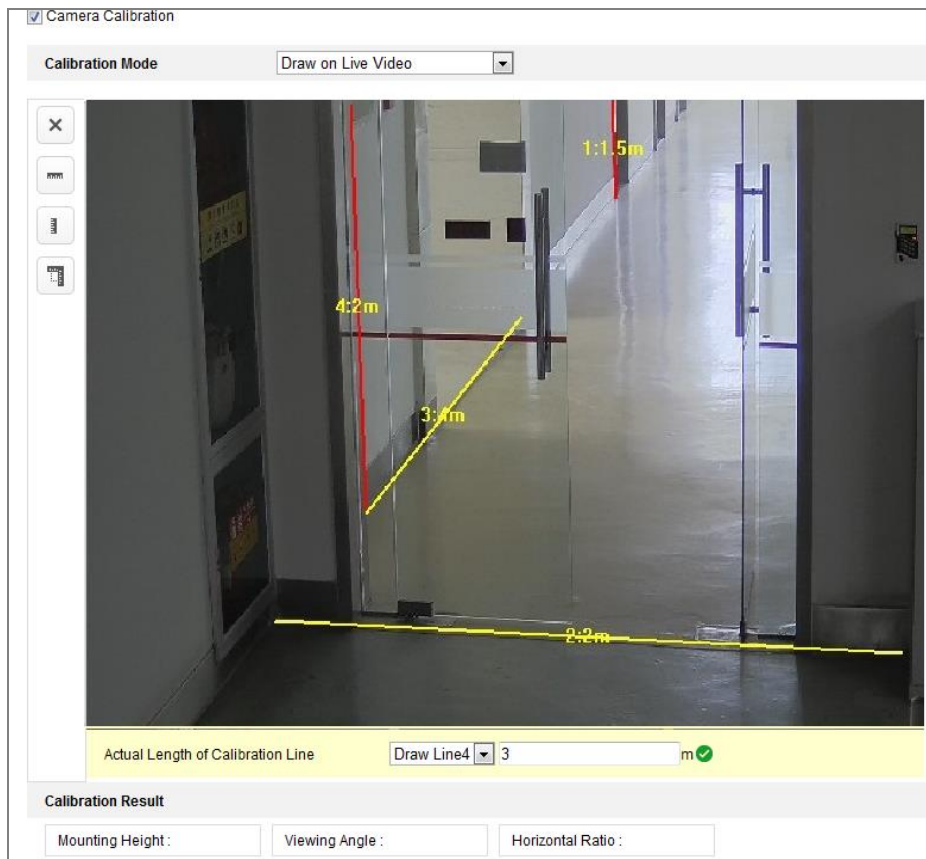 Camera Calibration
Calibration Mode
Draw on Live Video
1:1.5m
4:2m
3:4m
2:2m
Actual Length of Calibration Line
Draw Line4
3
m
Calibration Result
Mounting Height :
Viewing Angle :
Horizontal Ratio :